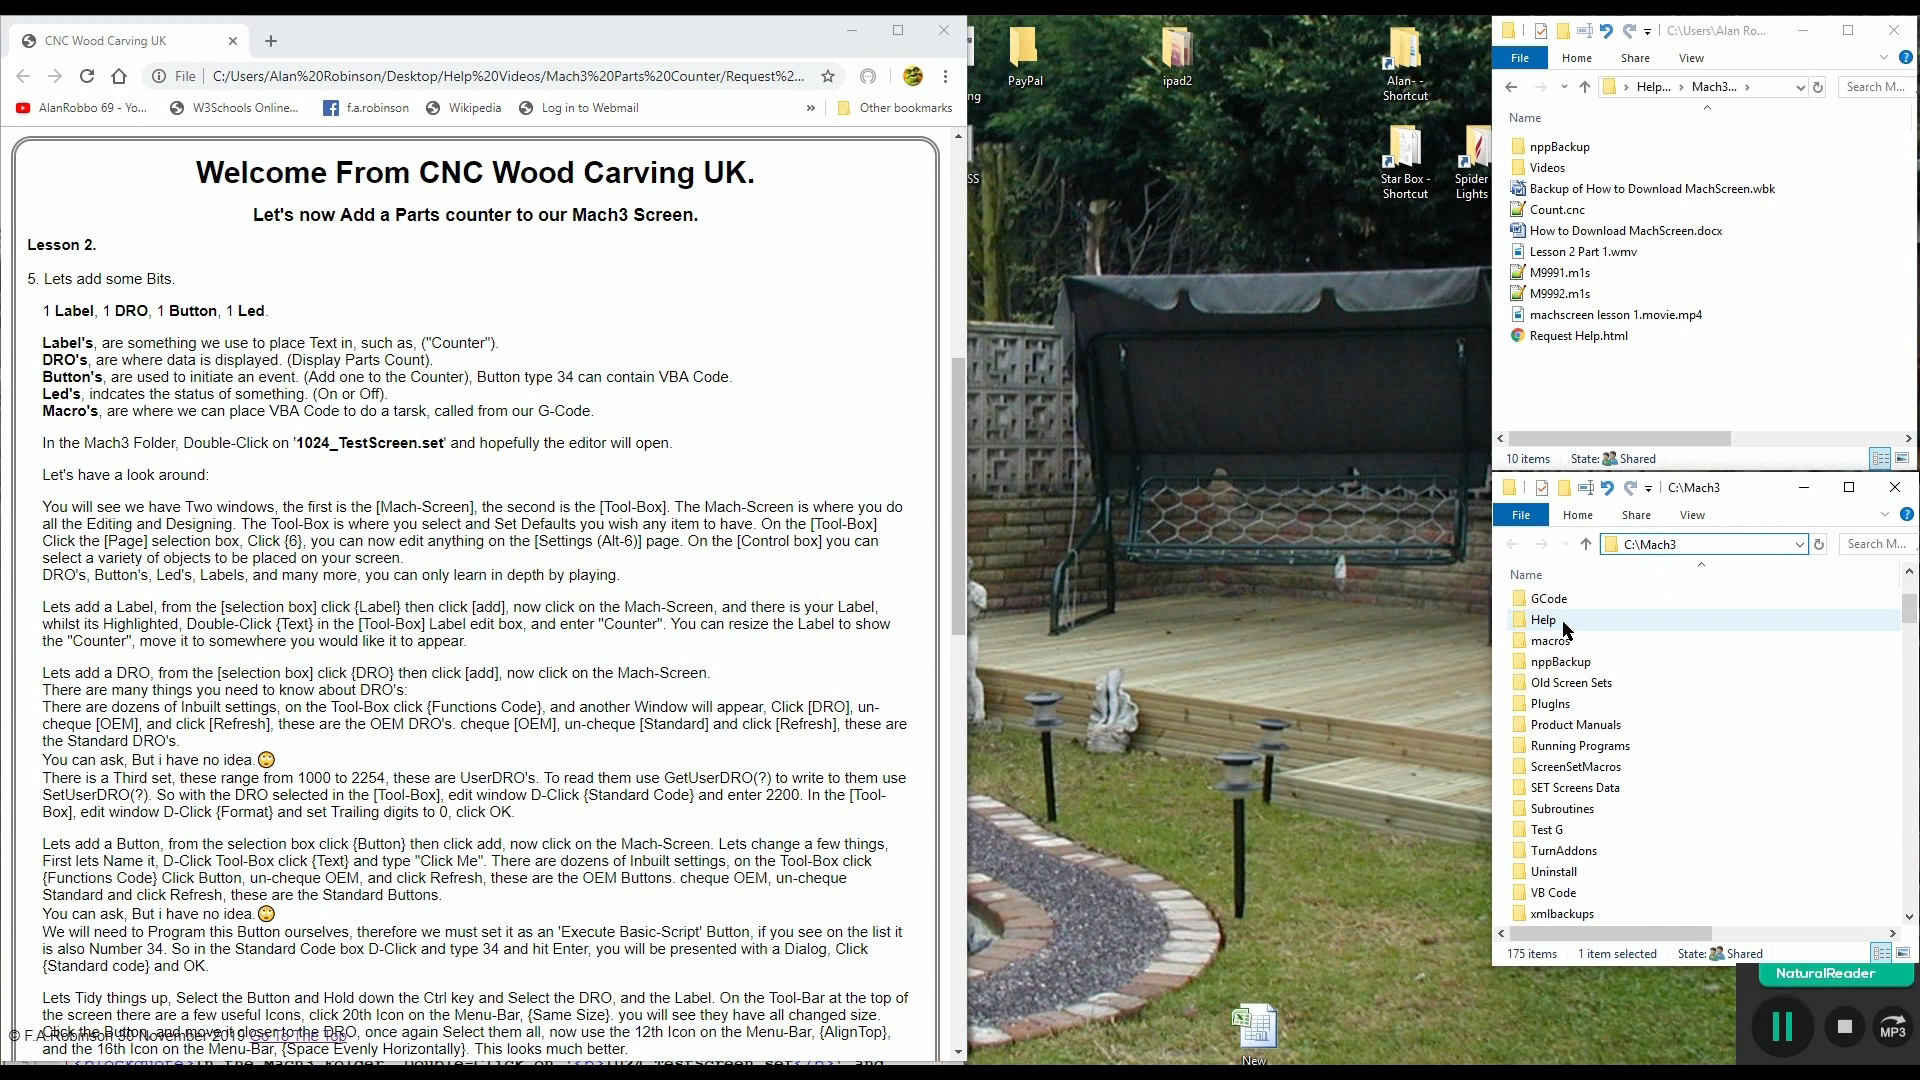 CNC Wood Carving UK
File
C:/Users/Alan%20Robinson/Desktop/Help%20Videos/Mach3%20Parts%20Counter/Request%2...
AlanRobbo 69 - Yo...
W3Schools Online...
f.a.robinson
Wikipedia
Log in to Webmail
»
Other bookmarks
Welcome From CNC Wood Carving UK.
Let's now Add a Parts counter to our Mach3 Screen.
Lesson 2.
5. Lets add some Bits.
1 Label, 1 DRO, 1 Button, 1 Led.
Label's, are something we use to place Text in, such as, ("Counter").
DRO's, are where data is displayed. (Display Parts Count).
Button's, are used to initiate an event. (Add one to the Counter), Button type 34 can contain VBA Code.
Led's, indcates the status of something. (On or Off).
Macro's, are where we can place VBA Code to do a tarsk, called from our G-Code.
In the Mach3 Folder, Double-Click on '1024_TestScreen.set' and hopefully the editor will open.
Let's have a look around:
You will see we have Two windows, the first is the [Mach-Screen], the second is the [Tool-Box]. The Mach-Screen is where you do
all the Editing and Designing. The Tool-Box is where you select and Set Defaults you wish any item to have. On the [Tool-Box]
Click the [Page] selection box, Click {6}, you can now edit anything on the [Settings (Alt-6)] page. On the [Control box] you can
select a variety of objects to be placed on your screen.
DRO's, Button's, Led's, Labels, and many more, you can only learn in depth by playing.
Lets add a Label, from the [selection box] click {Label} then click [add], now click on the Mach-Screen, and there is your Label,
whilst its Highlighted, Double-Click {Text} in the [Tool-Box] Label edit box, and enter "Counter". You can resize the Label to show
the "Counter", move it to somewhere you would like it to appear.
Lets add a DRO, from the [selection box] click {DRO} then click [add], now click on the Mach-Screen.
There are many things you need to know about DRO's:
There are dozens of Inbuilt settings, on the Tool-Box click {Functions Code}, and another Window will appear, Click [DRO], un-
cheque [OEM], and click [Refresh], these are the OEM DRO's. cheque [OEM], un-cheque [Standard] and click [Refresh], these are
the Standard DRO's.
You can ask, But i have no idea.
There is a Third set, these range from 1000 to 2254, these are UserDRO's. To read them use GetUserDRO(?) to write to them use
SetUserDRO(?). So with the DRO selected in the [Tool-Box], edit window D-Click {Standard Code} and enter 2200. In the [Tool-
Box], edit window D-Click {Format} and set Trailing digits to 0, click OK.
Lets add a Button, from the selection box click {Button} then click add, now click on the Mach-Screen. Lets change a few things,
First lets Name it, D-Click Tool-Box click {Text} and type "Click Me". There are dozens of Inbuilt settings, on the Tool-Box click
{Functions Code} Click Button, un-cheque OEM, and click Refresh, these are the OEM Buttons. cheque OEM, un-cheque
Standard and click Refresh, these are the Standard Buttons.
You can ask, But i have no idea.
We will need to Program this Button ourselves, therefore we must set it as an 'Execute Basic-Script' Button, if you see on the list it
is also Number 34. So in the Standard Code box D-Click and type 34 and hit Enter, you will be presented with a Dialog, Click
{Standard code} and OK.
Lets Tidy things up, Select the Button and Hold down the Ctrl key and Select the DRO, and the Label. On the Tool-Bar at the top of
the screen there are a few useful Icons, click 20th Icon on the Menu-Bar, {Same Size}. you will see they have all changed size.
Click the Button, and move it closer to the DRO, once again Select them all, now use the 12th Icon on the Menu-Bar, {AlignTop},
© F.A.Robinson 30 November 2019 Go To The Top
and the 16th Icon on the Menu-Bar, {Space Evenly Horizontally}. This looks much better.
PayPal
ipad2
Alan- -
Shortcut
Star Box -
Shortcut
Spider
Lights
New
C:\Users\Alan Ro...
File
Home
Share
View
Help...
Mach3...
Search M...
Name
nppBackup
Videos
Backup of How to Download MachScreen.wbk
Count.cnc
How to Download MachScreen.docx
Lesson 2 Part 1.wmv
M9991.m1s
M9992.m1s
machscreen lesson 1.movie.mp4
Request Help.html
10 items
State:
Shared
C:\Mach3
File
Home
Share
View
C:\Mach3
Search M...
Name
GCode
Help
macros
nppBackup
Old Screen Sets
PlugIns
Product Manuals
Running Programs
ScreenSetMacros
SET Screens Data
Subroutines
Test G
TurnAddons
Uninstall
VB Code
xmlbackups
175 items
1 item selected
State:
Shared
NaturalReader
MP3